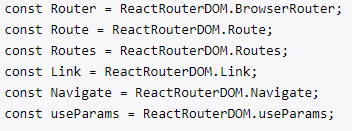 const Router = ReactRouterDOM.BrowserRouter;
const Route = ReactRouterDOM.Route;
const Routes = ReactRouterDOM.Routes;
const Link = ReactRouterDOM.Link;
const Navigate = ReactRouterDOM.Navigate;
const useParams = ReactRouterDOM.useParams;